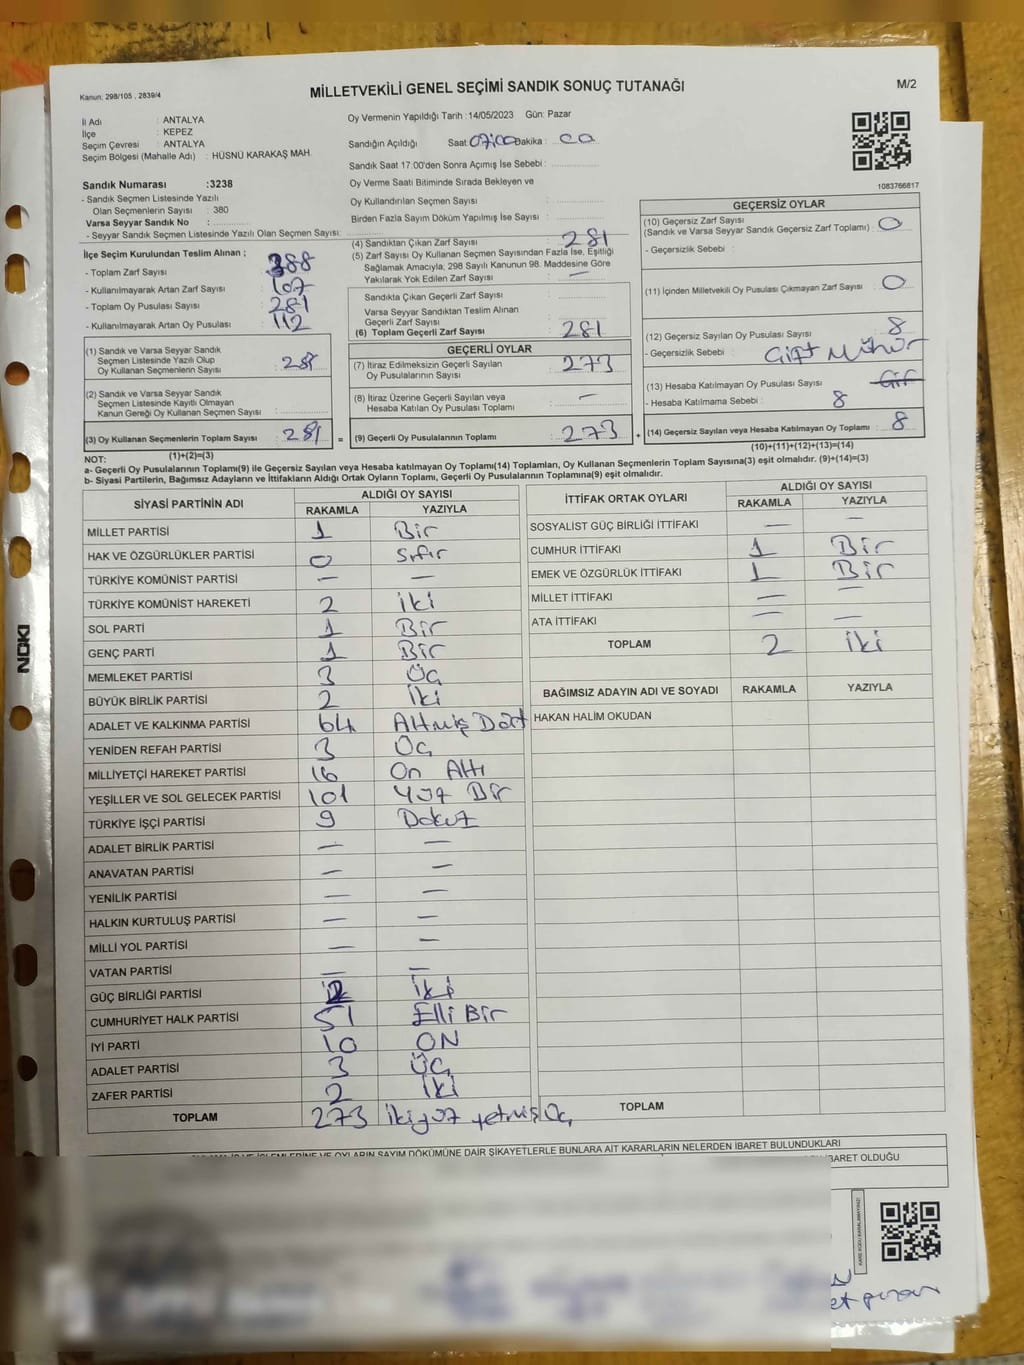 Kanun: 298/105 , 2839/4
MİLLETVEKİLİ GENEL SEÇİMİ SANDIK SONUÇ TUTANAĞI
M/2
İl Adı : ANTALYA
İlçe : KEPEZ
Seçim Çevresi : ANTALYA
Seçim Bölgesi (Mahalle Adı) : HÜSNÜ KARAKAŞ MAH.
Sandık Numarası :3238
- Sandık Seçmen Listesinde Yazılı
Olan Seçmenlerin Sayısı : 380
Varsa Seyyar Sandık No :
- Seyyar Sandık Seçmen Listesinde Yazılı Olan Seçmen Sayısı:
Oy Vermenin Yapıldığı Tarih :14/05/2023 Gün: Pazar
Sandığın Açıldığı Saat: Dakika :
Sandık Saat 17.00'den Sonra Açımış İse Sebebi :
Oy Verme Saati Bitiminde Sırada Bekleyen ve
Oy Kullandırılan Seçmen Sayısı :
Birden Fazla Sayım Döküm Yapılmış İse Sayısı :
1083766817
İlçe Seçim Kurulundan Teslim Alınan ;
- Toplam Zarf Sayısı : 388
- Kullanılmayarak Artan Zarf Sayısı : 107
- Toplam Oy Pusulası Sayısı : 281
- Kullanılmayarak Artan Oy Pusulası : 112
(1) Sandık ve Varsa Seyyar Sandık
Seçmen Listesinde Yazılı Olup
Oy Kullanan Seçmenlerin Sayısı : 281
(2) Sandık ve Varsa Seyyar Sandık
Seçmen Listesinde Kayıtlı Olmayan
Kanun Gereği Oy Kullanan Seçmen Sayısı :
(3) Oy Kullanan Seçmenlerin Toplam Sayısı : 281 =
(1)+(2)=(3)
(4) Sandıktan Çıkan Zarf Sayısı : 281
(5) Zarf Sayısı Oy Kullanan Seçmen Sayısından Fazla İse, Eşitliği
Sağlamak Amacıyla; 298 Sayılı Kanunun 98. Maddesine Göre
Yakılarak Yok Edilen Zarf Sayısı : —
Sandıkta Çıkan Geçerli Zarf Sayısı :
Varsa Seyyar Sandıktan Teslim Alınan
Geçerli Zarf Sayısı :
(6) Toplam Geçerli Zarf Sayısı : 281
GEÇERLİ OYLAR
(7) İtiraz Edilmeksizin Geçerli Sayılan
Oy Pusulalarının Sayısı : 273
(8) İtiraz Üzerine Geçerli Sayılan veya
Hesaba Katılan Oy Pusulası Toplamı : —
(9) Geçerli Oy Pusulalarının Toplamı : 273 +
GEÇERSİZ OYLAR
(10) Geçersiz Zarf Sayısı
(Sandık ve Varsa Seyyar Sandık Geçersiz Zarf Toplamı) : 0
- Geçersizlik Sebebi :
(11) İçinden Milletvekili Oy Pusulası Çıkmayan Zarf Sayısı : 0
(12) Geçersiz Sayılan Oy Pusulası Sayısı : 8
- Geçersizlik Sebebi : Çift Mühür
(13) Hesaba Katılmayan Oy Pusulası Sayısı :
- Hesaba Katılmama Sebebi : 8
(14) Geçersiz Sayılan veya Hesaba Katılmayan Oy Toplamı : 8
(10)+(11)+(12)+(13)=(14)
NOT:
a- Geçerli Oy Pusulalarının Toplamı(9) ile Geçersiz Sayılan veya Hesaba katılmayan Oy Toplamı(14) Toplamları, Oy Kullanan Seçmenlerin Toplam Sayısına(3) eşit olmalıdır. (9)+(14)=(3)
b- Siyasi Partilerin, Bağımsız Adayların ve İttifakların Aldığı Ortak Oyların Toplamı, Geçerli Oy Pusulalarının Toplamına(9) eşit olmalıdır.
SİYASİ PARTİNİN ADI ALDIĞI OY SAYISI
RAKAMLA YAZIYLA
MİLLET PARTİSİ 1 Bir
HAK VE ÖZGÜRLÜKLER PARTİSİ 0 Sıfır
TÜRKİYE KOMÜNİST PARTİSİ — —
TÜRKİYE KOMÜNİST HAREKETİ 2 iki
SOL PARTİ 1 Bir
GENÇ PARTİ 1 Bir
MEMLEKET PARTİSİ 3 Üç
BÜYÜK BİRLİK PARTİSİ 2 İki
ADALET VE KALKINMA PARTİSİ 64 Altmış Dört
YENİDEN REFAH PARTİSİ 3 Üç
MİLLİYETÇİ HAREKET PARTİSİ 16 On Altı
YEŞİLLER VE SOL GELECEK PARTİSİ 101 Yüz Bir
TÜRKİYE İŞÇİ PARTİSİ 9 Dokuz
ADALET BİRLİK PARTİSİ — —
ANAVATAN PARTİSİ — —
YENİLİK PARTİSİ — —
HALKIN KURTULUŞ PARTİSİ — —
MİLLİ YOL PARTİSİ — —
VATAN PARTİSİ — —
GÜÇ BİRLİĞİ PARTİSİ 2 İki
CUMHURİYET HALK PARTİSİ 51 Elli Bir
İYİ PARTİ 10 ON
ADALET PARTİSİ 3 ÜÇ
ZAFER PARTİSİ 2 İki
TOPLAM 273 ikiyüz yetmiş Üç
İTTİFAK ORTAK OYLARI ALDIĞI OY SAYISI
RAKAMLA YAZIYLA
SOSYALİST GÜÇ BİRLİĞİ İTTİFAKI — —
CUMHUR İTTİFAKI 1 Bir
EMEK VE ÖZGÜRLÜK İTTİFAKI 1 Bir
MİLLET İTTİFAKI — —
ATA İTTİFAKI — —
TOPLAM 2 iki
BAĞIMSIZ ADAYIN ADI VE SOYADI RAKAMLA YAZIYLA
HAKAN HALİM OKUDAN
TOPLAM
OYLARIN SAYIM DÖKÜMÜNE DAİR ŞİKAYETLERLE BUNLARA AİT KARARLARIN NELERDEN İBARET BULUNDUKLARI
İBARET OLDUĞU
NOKI